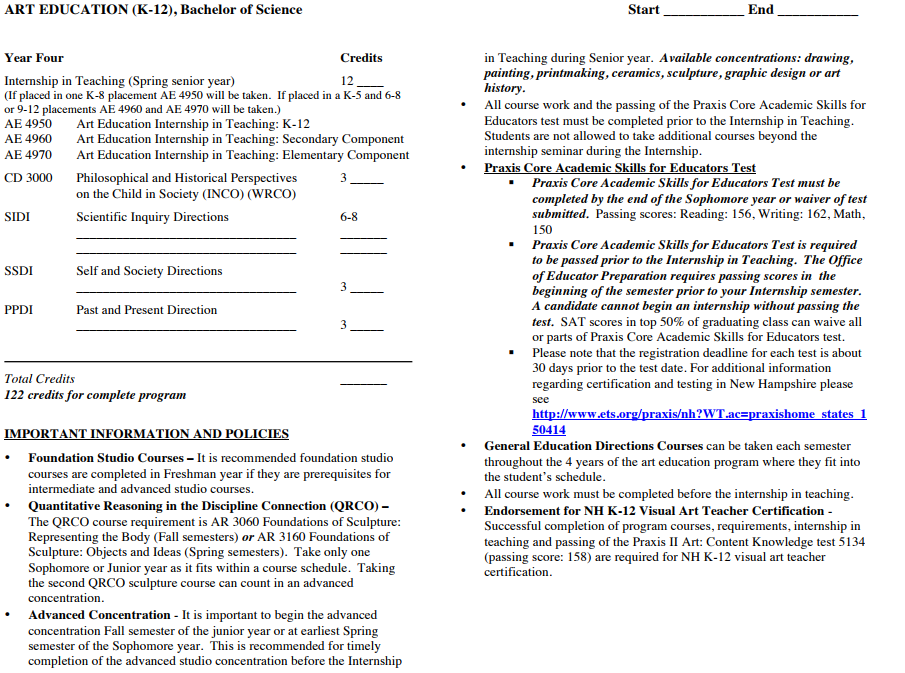 ART EDUCATION (K-12), Bachelor of Science
Start ___________ End ___________
Year Four Credits
Internship in Teaching (Spring senior year) 12 ____
(If placed in one K-8 placement AE 4950 will be taken. If placed in a K-5 and 6-8
or 9-12 placements AE 4960 and AE 4970 will be taken.)
AE 4950 Art Education Internship in Teaching: K-12
AE 4960 Art Education Internship in Teaching: Secondary Component
AE 4970 Art Education Internship in Teaching: Elementary Component
CD 3000 Philosophical and Historical Perspectives 3 _____
on the Child in Society (INCO) (WRCO)
SIDI Scientific Inquiry Directions 6-8
_________________________________ _______
_________________________________ _______
SSDI Self and Society Directions
_________________________________ 3 _____
PPDI Past and Present Direction
_________________________________ 3 _____
Total Credits _______
122 credits for complete program
IMPORTANT INFORMATION AND POLICIES
• Foundation Studio Courses – It is recommended foundation studio
courses are completed in Freshman year if they are prerequisites for
intermediate and advanced studio courses.
• Quantitative Reasoning in the Discipline Connection (QRCO) –
The QRCO course requirement is AR 3060 Foundations of Sculpture:
Representing the Body (Fall semesters) or AR 3160 Foundations of
Sculpture: Objects and Ideas (Spring semesters). Take only one
Sophomore or Junior year as it fits within a course schedule. Taking
the second QRCO sculpture course can count in an advanced
concentration.
• Advanced Concentration - It is important to begin the advanced
concentration Fall semester of the junior year or at earliest Spring
semester of the Sophomore year. This is recommended for timely
completion of the advanced studio concentration before the Internship
in Teaching during Senior year. Available concentrations: drawing,
painting, printmaking, ceramics, sculpture, graphic design or art
history.
• All course work and the passing of the Praxis Core Academic Skills for
Educators test must be completed prior to the Internship in Teaching.
Students are not allowed to take additional courses beyond the
internship seminar during the Internship.
• Praxis Core Academic Skills for Educators Test
▪ Praxis Core Academic Skills for Educators Test must be
completed by the end of the Sophomore year or waiver of test
submitted. Passing scores: Reading: 156, Writing: 162, Math,
150
▪ Praxis Core Academic Skills for Educators Test is required
to be passed prior to the Internship in Teaching. The Office
of Educator Preparation requires passing scores in the
beginning of the semester prior to your Internship semester.
A candidate cannot begin an internship without passing the
test. SAT scores in top 50% of graduating class can waive all
or parts of Praxis Core Academic Skills for Educators test.
▪ Please note that the registration deadline for each test is about
30 days prior to the test date. For additional information
regarding certification and testing in New Hampshire please
see
http://www.ets.org/praxis/nh?WT.ac=praxishome_states_1
50414
• General Education Directions Courses can be taken each semester
throughout the 4 years of the art education program where they fit into
the student's schedule.
• All course work must be completed before the internship in teaching.
• Endorsement for NH K-12 Visual Art Teacher Certification -
Successful completion of program courses, requirements, internship in
teaching and passing of the Praxis II Art: Content Knowledge test 5134
(passing score: 158) are required for NH K-12 visual art teacher
certification.